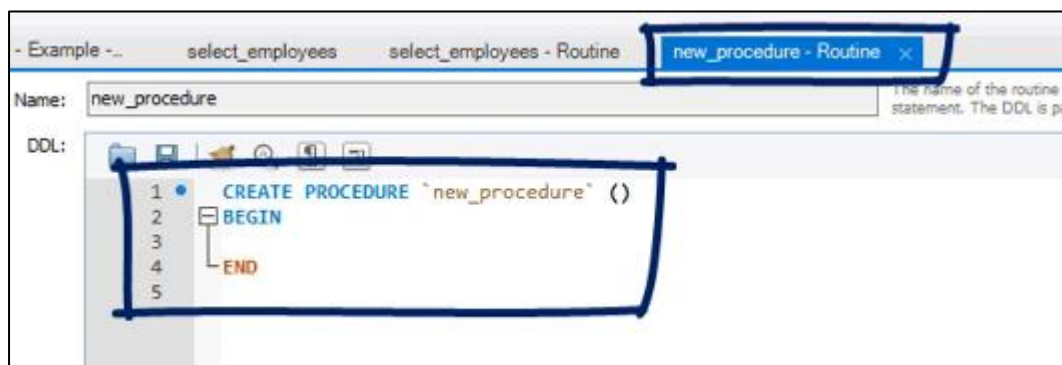 - Example -... select_employees select_employees - Routine new_procedure - Routine ×
Name: new_procedure The name of the routine
statement. The DDL is pa
DDL:
1 CREATE PROCEDURE `new_procedure` ()
2 BEGIN
3
4 END
5